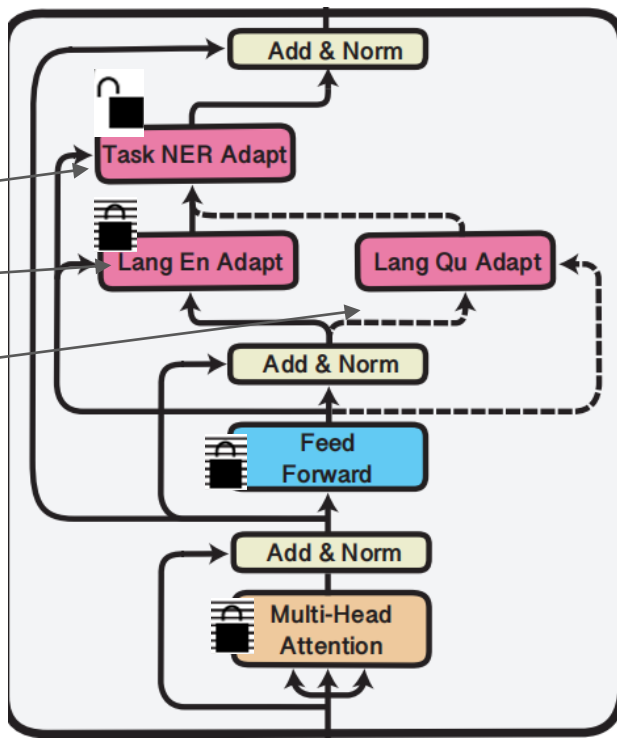 Add & Norm
Task NER Adapt
Lang En Adapt
Lang Qu Adapt
Add & Norm
Feed
Forward
Add & Norm
Multi-Head
Attention